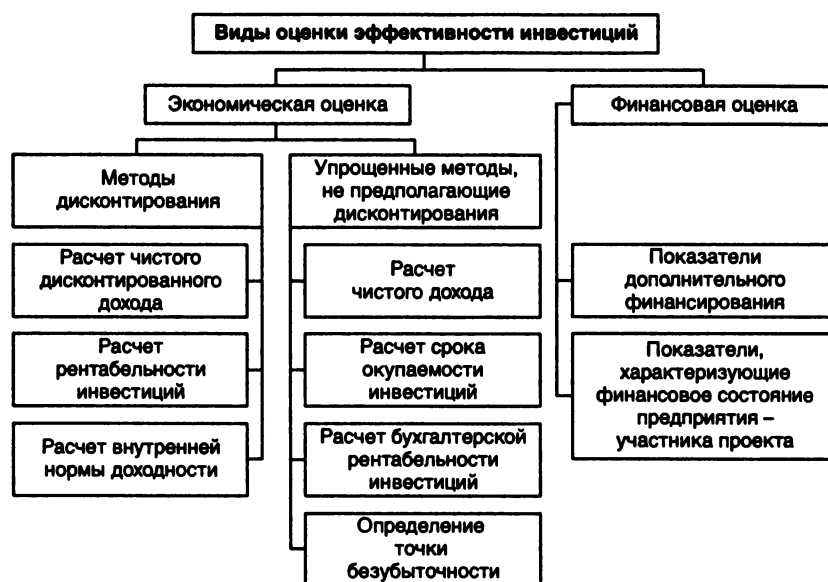 Виды оценки эффективности инвестиций
Экономическая оценка
Финансовая оценка
Методы
дисконтирования
Упрощенные методы,
не предполагающие
дисконтирования
Расчет чистого
дисконтированного
дохода
Расчет
чистого дохода
Показатели
дополнительного
финансирования
Расчет
рентабельности
инвестиций
Расчет срока
окупаемости
инвестиций
Показатели,
характеризующие
финансовое состояние
предприятия –
участника проекта
Расчет внутренней
нормы доходности
Расчет бухгалтерской
рентабельности
инвестиций
Определение
точки
безубыточности